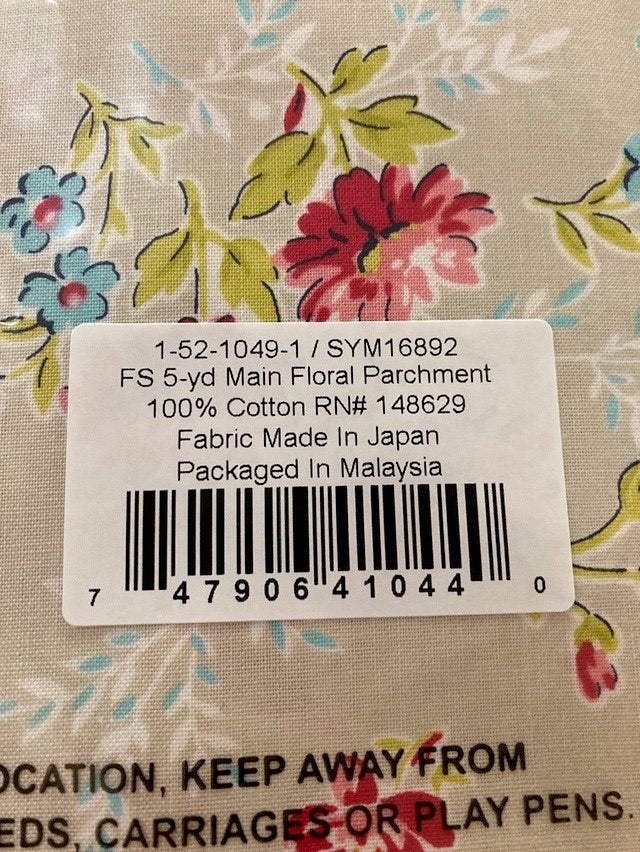 1-52-1049-1 / SYM16892
FS 5-yd Main Floral Parchment
100% Cotton RN# 148629
Fabric Made In Japan
Packaged In Malaysia
7 47906 41044 0
OCATION, KEEP AWAY FROM
EDS, CARRIAGES OR PLAY PENS.